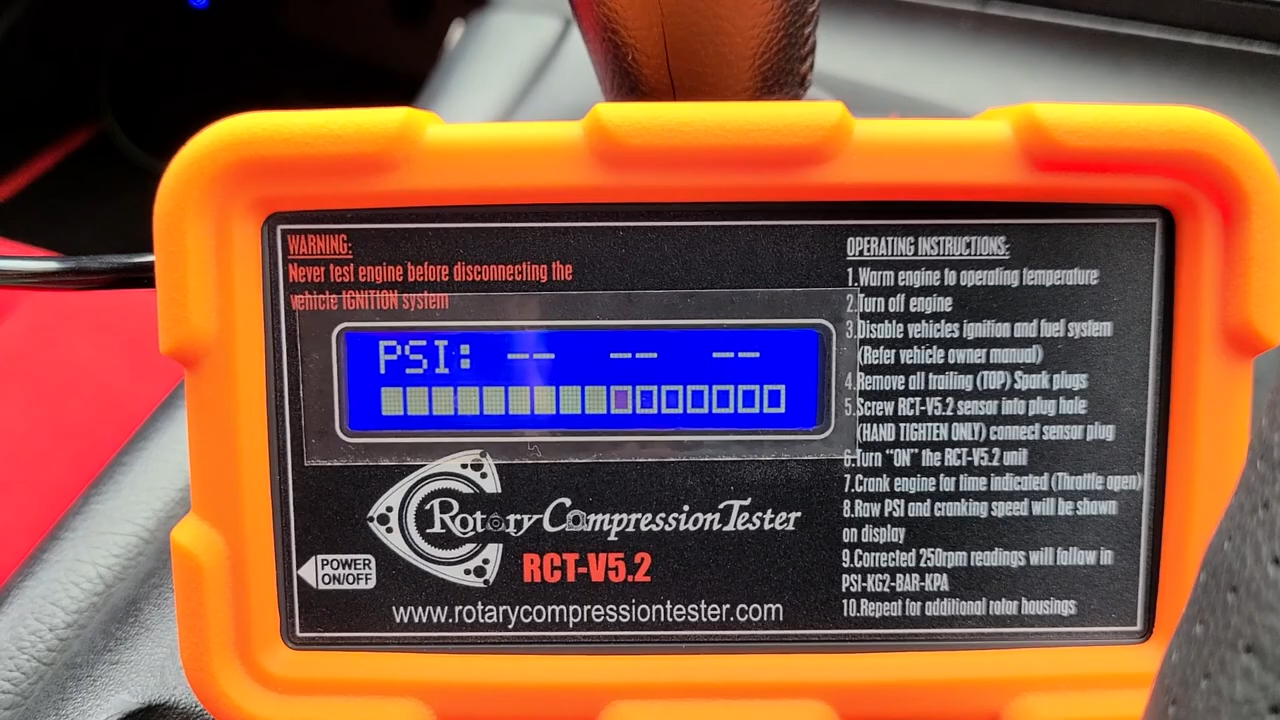 WARNING:
Never test engine before disconnecting the
vehicle IGNITION system
PSI: -- -- --
Rotary Compression Tester
RCT-V5.2
POWER
ON/OFF
www.rotarycompressiontester.com
OPERATING INSTRUCTIONS:
1.Warm engine to operating temperature
2.Turn off engine
3.Disable vehicles ignition and fuel system
(Refer vehicle owner manual)
4.Remove all trailing (TOP) Spark plugs
5.Screw RCT-V5.2 sensor into plug hole
(HAND TIGHTEN ONLY) connect sensor plug
6.Turn "ON" the RCT-V5.2 unit
7.Crank engine for time indicated (Throttle open)
8.Raw PSI and cranking speed will be shown
on display
9.Corrected 250rpm readings will follow in
PSI-KG2-BAR-KPA
10.Repeat for additional rotor housings